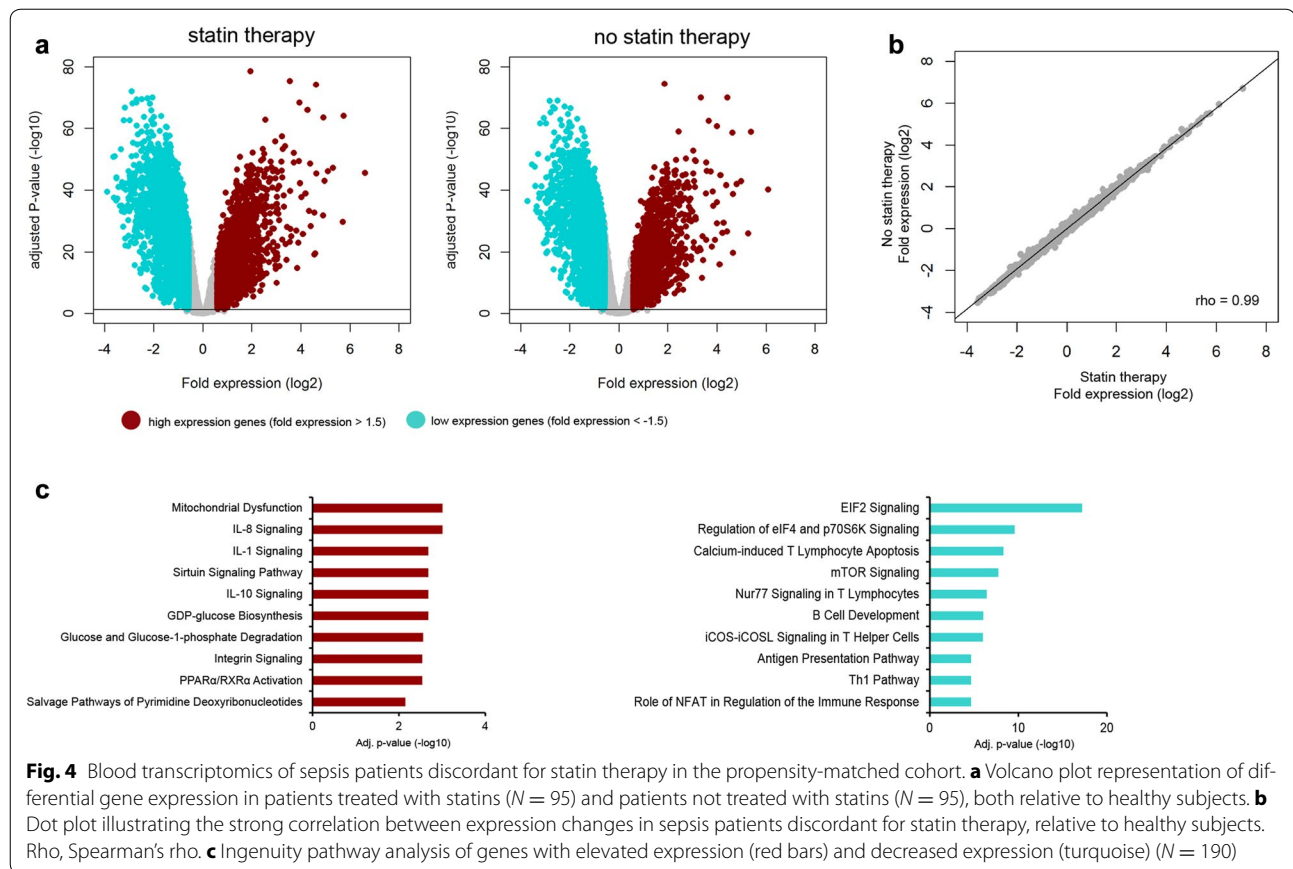 a
statin therapy
adjusted P-value (-log10)
80
60
40
20
0
-4 -2 0 2 4 6 8
Fold expression (log2)
no statin therapy
adjusted P-value (-log10)
80
60
40
20
0
-4 -2 0 2 4 6 8
Fold expression (log2)
high expression genes (fold expression > 1.5)
low expression genes (fold expression < -1.5)
b
No statin therapy
Fold expression (log2)
8
6
4
2
0
-2
-4
rho = 0.99
-4 -2 0 2 4 6 8
Statin therapy
Fold expression (log2)
c
Mitochondrial Dysfunction
IL-8 Signaling
IL-1 Signaling
Sirtuin Signaling Pathway
IL-10 Signaling
GDP-glucose Biosynthesis
Glucose and Glucose-1-phosphate Degradation
Integrin Signaling
PPARα/RXRα Activation
Salvage Pathways of Pyrimidine Deoxyribonucleotides
0 2 4
Adj. p-value (-log10)
EIF2 Signaling
Regulation of eIF4 and p70S6K Signaling
Calcium-induced T Lymphocyte Apoptosis
mTOR Signaling
Nur77 Signaling in T Lymphocytes
B Cell Development
iCOS-iCOSL Signaling in T Helper Cells
Antigen Presentation Pathway
Th1 Pathway
Role of NFAT in Regulation of the Immune Response
0 10 20
Adj. p-value (-log10)
Fig. 4 Blood transcriptomics of sepsis patients discordant for statin therapy in the propensity-matched cohort. a Volcano plot representation of dif-
ferential gene expression in patients treated with statins (N = 95) and patients not treated with statins (N = 95), both relative to healthy subjects. b
Dot plot illustrating the strong correlation between expression changes in sepsis patients discordant for statin therapy, relative to healthy subjects.
Rho, Spearman's rho. c Ingenuity pathway analysis of genes with elevated expression (red bars) and decreased expression (turquoise) (N = 190)